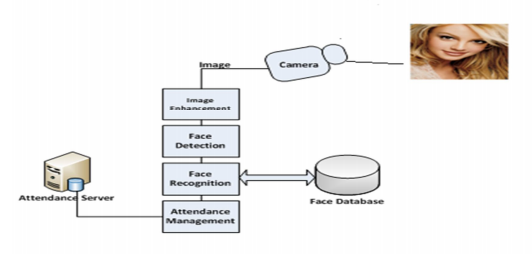 Image
Camera
Image
Enhancement
Face
Detection
Face
Recognition
Attendance
Management
Attendance Server
Face Database